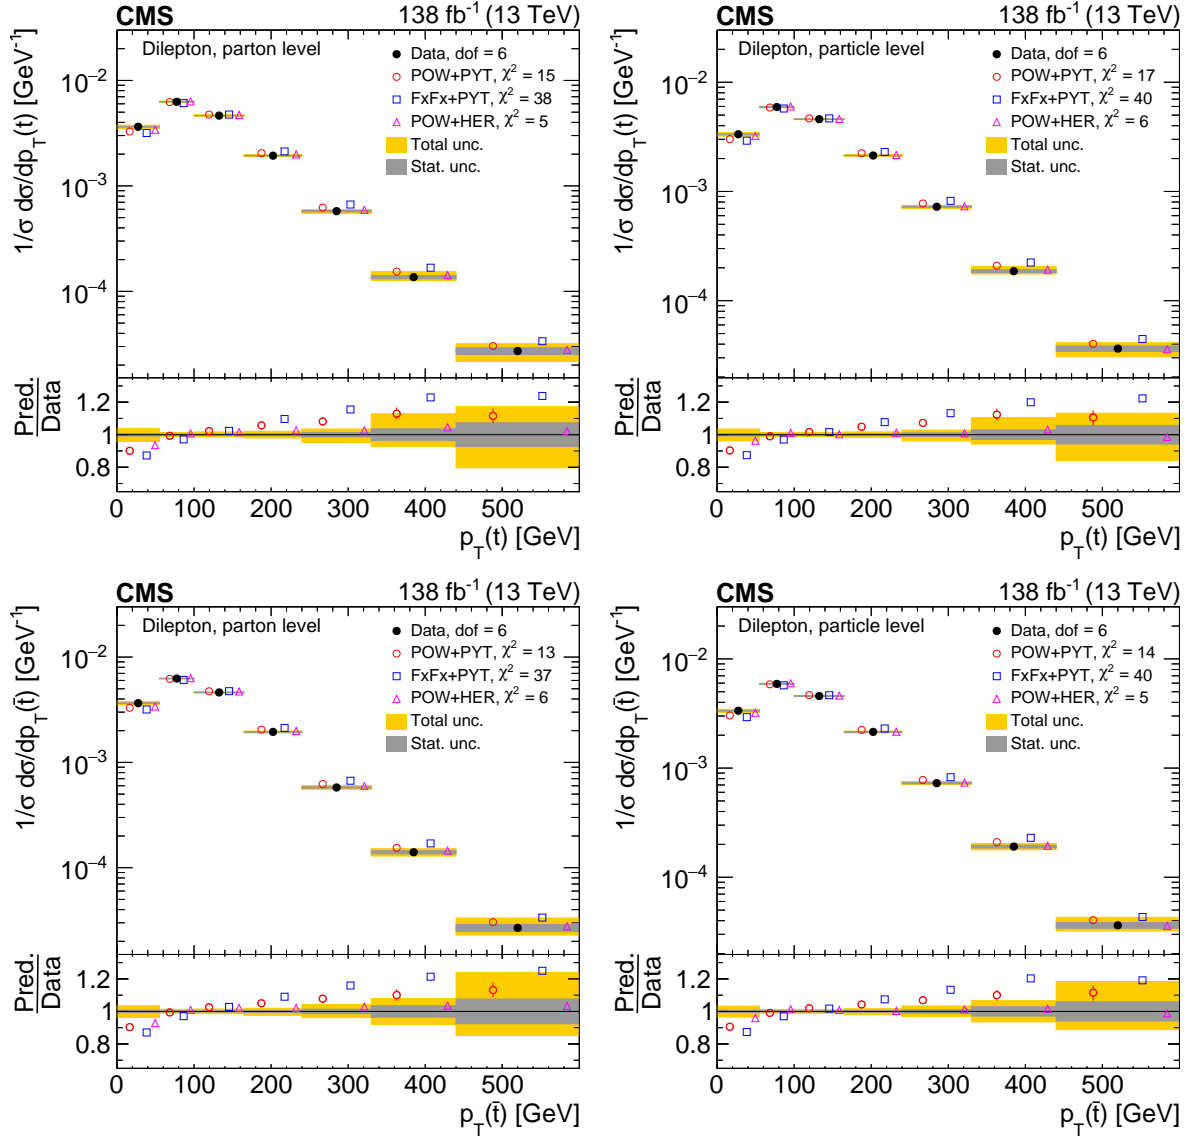 CMS 138 fb⁻¹ (13 TeV)
1/σ dσ/dp_T(t) [GeV⁻¹]
Dilepton, parton level
Data, dof = 6
POW+PYT, χ² = 15
FxFx+PYT, χ² = 38
POW+HER, χ² = 5
Total unc.
Stat. unc.
10⁻²
10⁻³
10⁻⁴
Pred.
Data
1.2
1
0.8
0 100 200 300 400 500
p_T(t) [GeV]
CMS 138 fb⁻¹ (13 TeV)
1/σ dσ/dp_T(t) [GeV⁻¹]
Dilepton, particle level
Data, dof = 6
POW+PYT, χ² = 17
FxFx+PYT, χ² = 40
POW+HER, χ² = 6
Total unc.
Stat. unc.
10⁻²
10⁻³
10⁻⁴
Pred.
Data
1.2
1
0.8
0 100 200 300 400 500
p_T(t) [GeV]
CMS 138 fb⁻¹ (13 TeV)
1/σ dσ/dp_T(t̄) [GeV⁻¹]
Dilepton, parton level
Data, dof = 6
POW+PYT, χ² = 13
FxFx+PYT, χ² = 37
POW+HER, χ² = 6
Total unc.
Stat. unc.
10⁻²
10⁻³
10⁻⁴
Pred.
Data
1.2
1
0.8
0 100 200 300 400 500
p_T(t̄) [GeV]
CMS 138 fb⁻¹ (13 TeV)
1/σ dσ/dp_T(t̄) [GeV⁻¹]
Dilepton, particle level
Data, dof = 6
POW+PYT, χ² = 14
FxFx+PYT, χ² = 40
POW+HER, χ² = 5
Total unc.
Stat. unc.
10⁻²
10⁻³
10⁻⁴
Pred.
Data
1.2
1
0.8
0 100 200 300 400 500
p_T(t̄) [GeV]